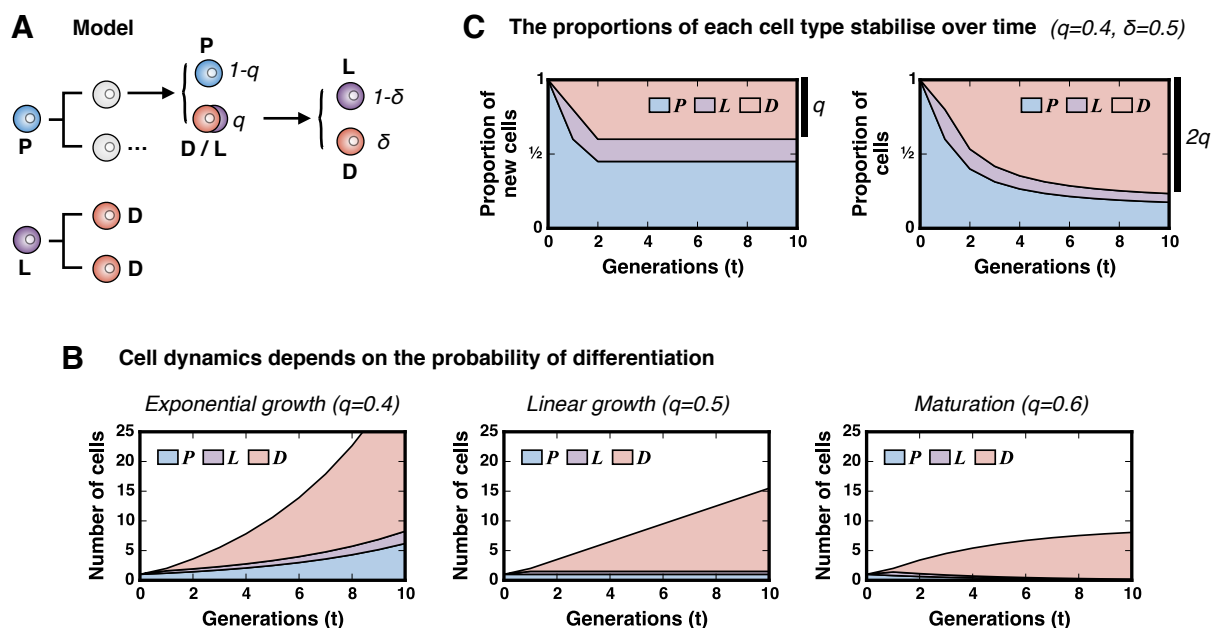 A Model
P
P
1-q
...
q
D / L
L
1-δ
δ
D
L
D
D
C The proportions of each cell type stabilise over time (q=0.4, δ=0.5)
Proportion of
new cells
1
½
0
P L D
q
0 2 4 6 8 10
Generations (t)
Proportion of
cells
1
½
0
P L D
2q
0 2 4 6 8 10
Generations (t)
B Cell dynamics depends on the probability of differentiation
Exponential growth (q=0.4)
Number of cells
25
20
15
10
5
0
P L D
0 2 4 6 8 10
Generations (t)
Linear growth (q=0.5)
Number of cells
25
20
15
10
5
0
P L D
0 2 4 6 8 10
Generations (t)
Maturation (q=0.6)
Number of cells
25
20
15
10
5
0
P L D
0 2 4 6 8 10
Generations (t)